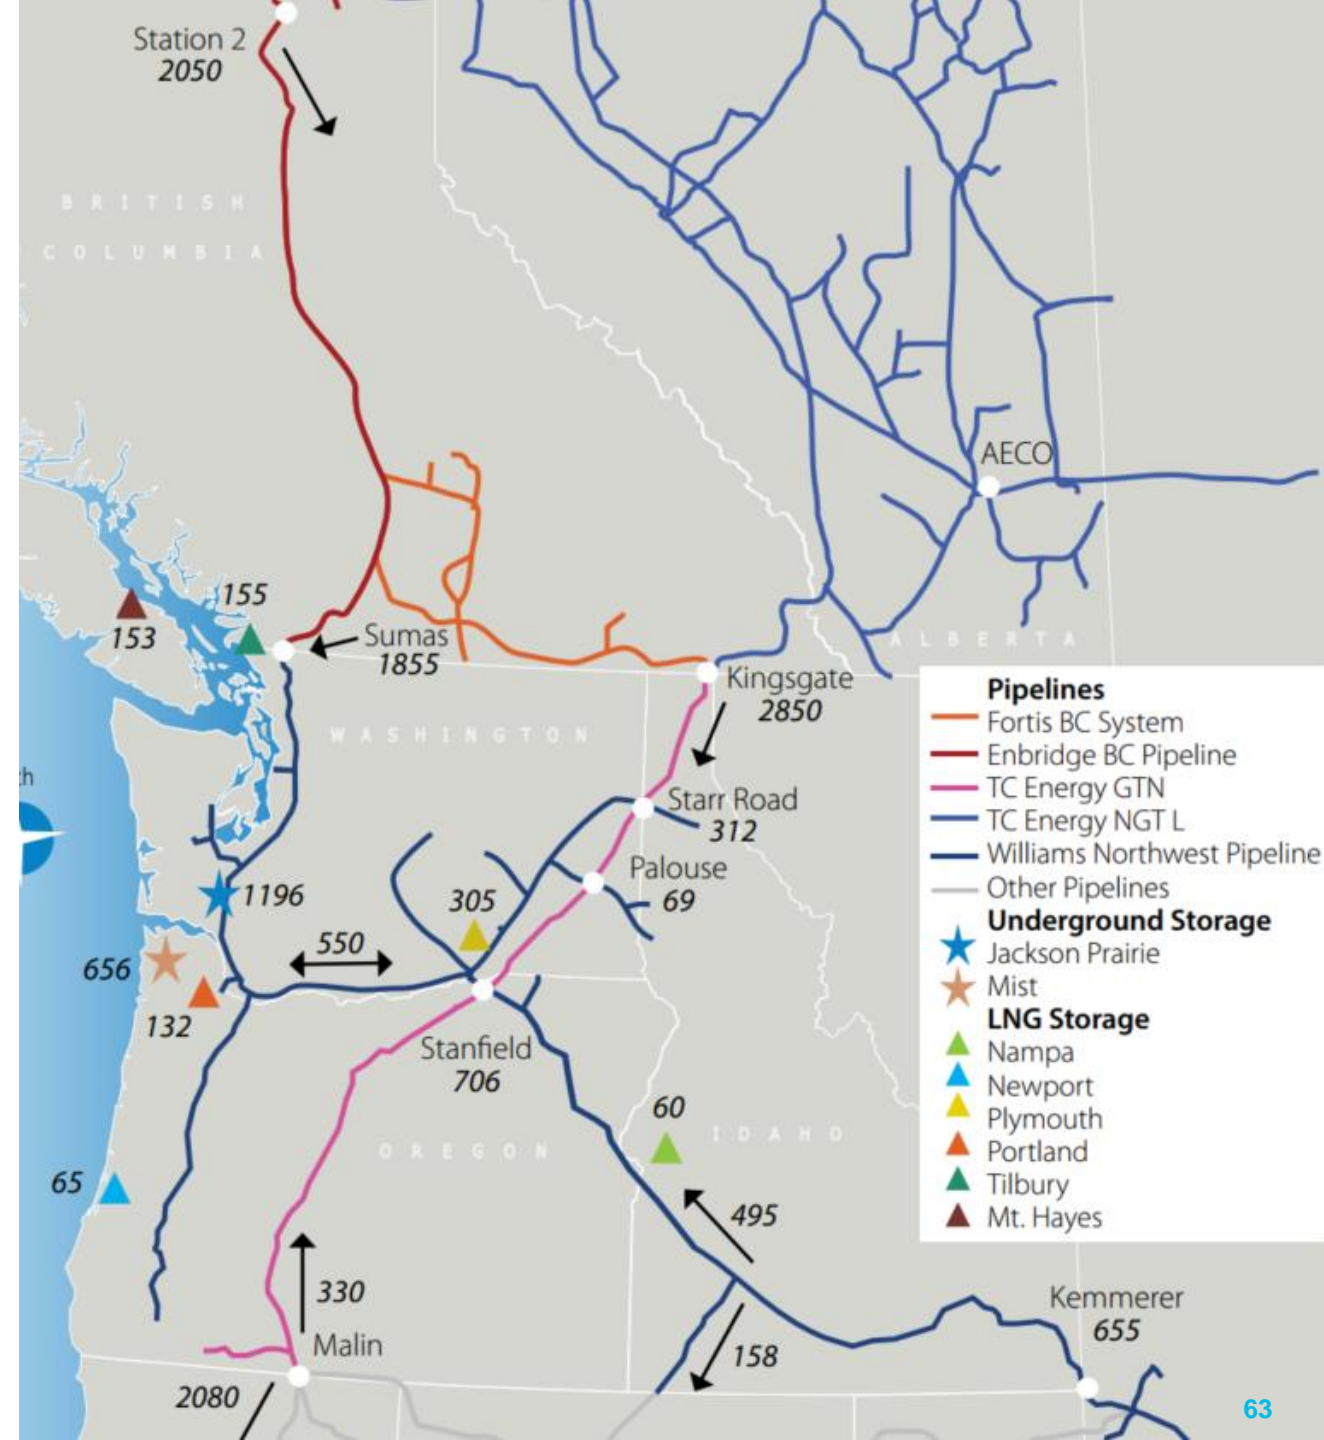 Station 2
2050
BRITISH
COLUMBIA
AECO
155
153
Sumas
1855
ALBERTA
Kingsgate
2850
WASHINGTON
Starr Road
312
Palouse
69
1196
305
550
656
132
Stanfield
706
60
IDAHO
OREGON
65
495
330
Malin
158
2080
Kemmerer
655
Pipelines
Fortis BC System
Enbridge BC Pipeline
TC Energy GTN
TC Energy NGT L
Williams Northwest Pipeline
Other Pipelines
Underground Storage
Jackson Prairie
Mist
LNG Storage
Nampa
Newport
Plymouth
Portland
Tilbury
Mt. Hayes
63